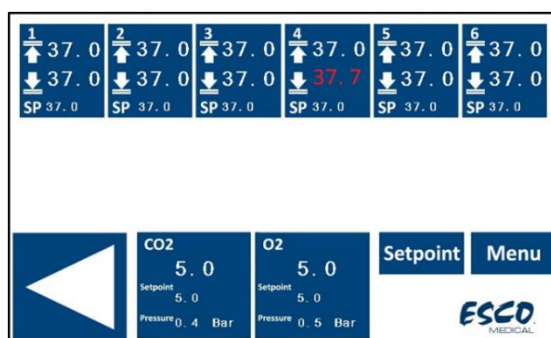 1 2 3 4 5 6
37.0 37.0 37.0 37.0 37.0 37.0
37.0 37.0 37.0 37.7 37.0 37.0
SP 37.0 SP 37.0 SP 37.0 SP 37.0 SP 37.0 SP 37.0
CO2
5.0
Setpoint
5.0
Pressure 0.4 Bar
O2
5.0
Setpoint
5.0
Pressure 0.5 Bar
Setpoint
Menu
ESCO
MEDICAL